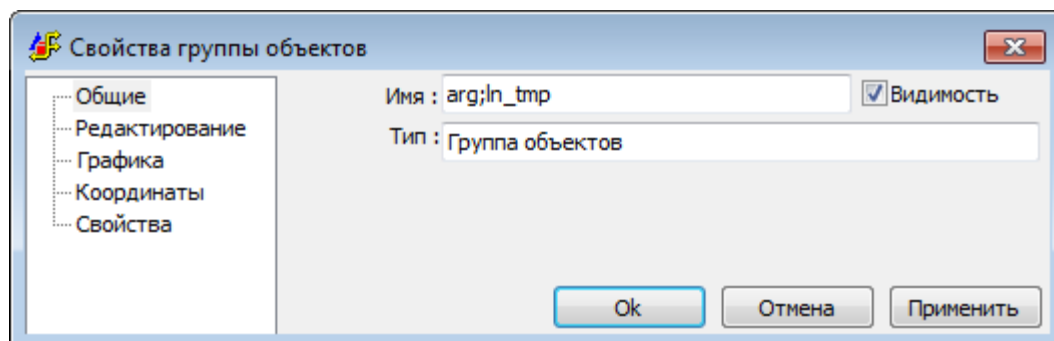 Свойства группы объектов
Общие
Редактирование
Графика
Координаты
Свойства
Имя : arg;ln_tmp Видимость
Тип : Группа объектов
Ok Отмена Применить